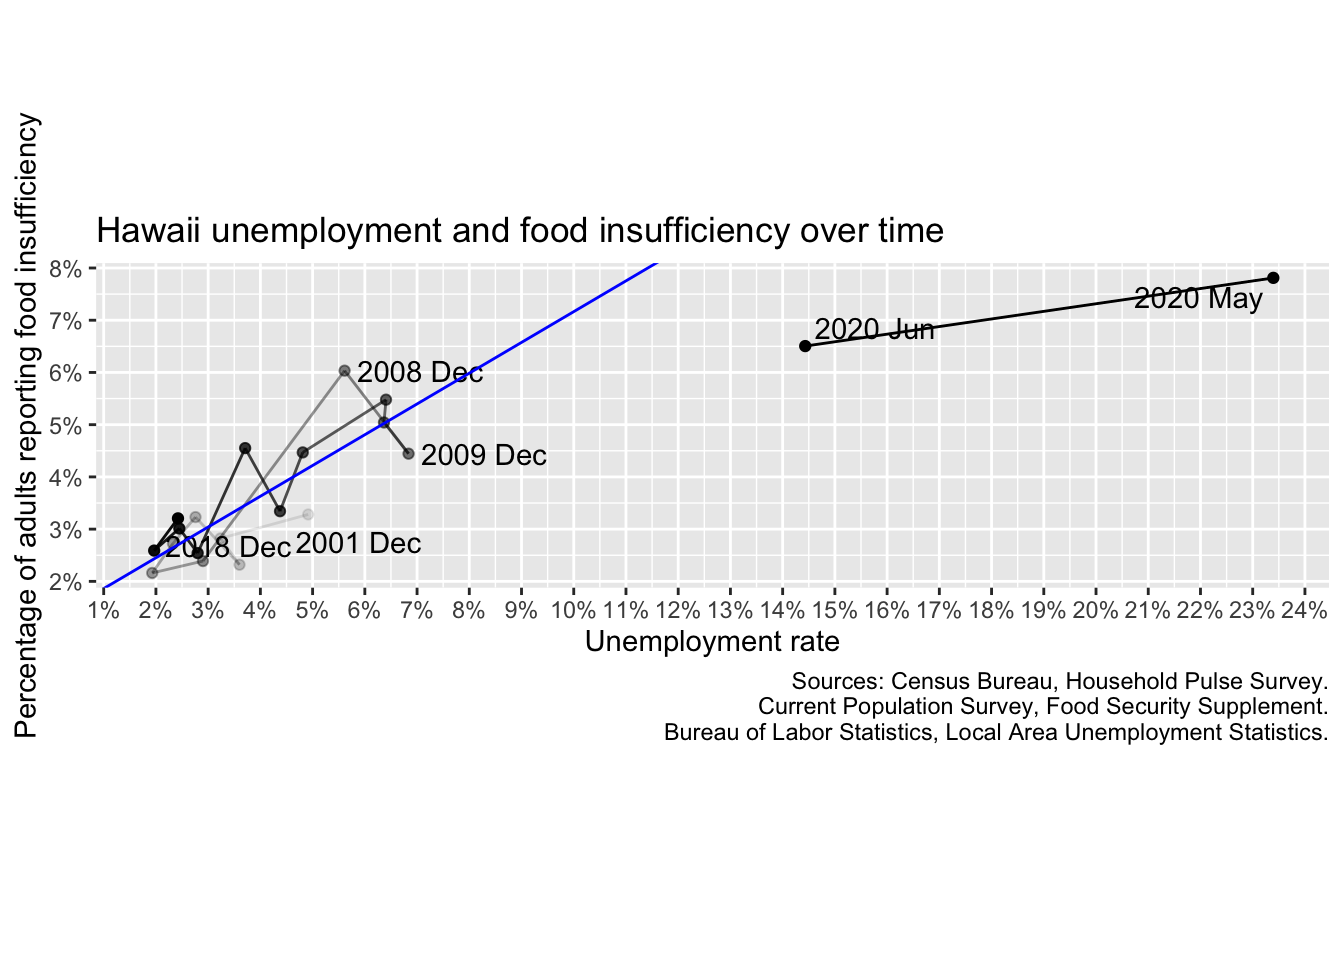 Hawaii unemployment and food insufficiency over time
Percentage of adults reporting food insufficiency
8%
7%
6%
5%
4%
3%
2%
2020 May
2020 Jun
2008 Dec
2009 Dec
2018 Dec
2001 Dec
1% 2% 3% 4% 5% 6% 7% 8% 9% 10% 11% 12% 13% 14% 15% 16% 17% 18% 19% 20% 21% 22% 23% 24%
Unemployment rate
Sources: Census Bureau, Household Pulse Survey.
Current Population Survey, Food Security Supplement.
Bureau of Labor Statistics, Local Area Unemployment Statistics.